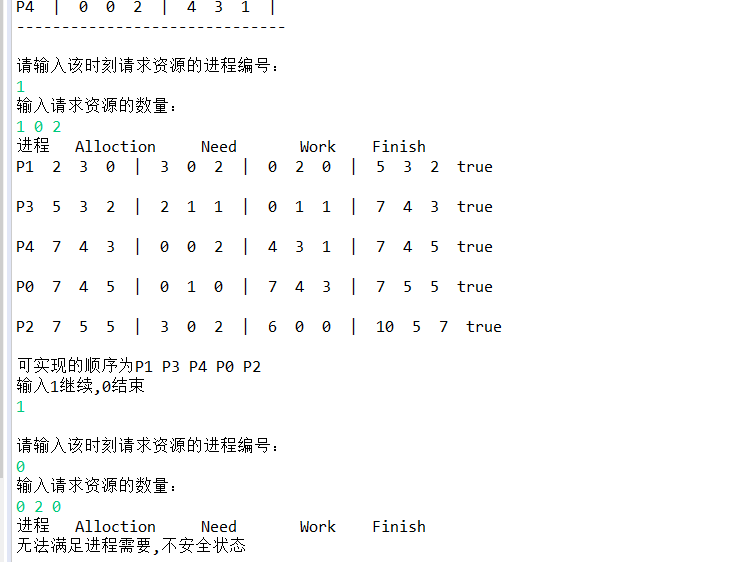 P4 | 0 0 2 | 4 3 1 |
------------------------------
请输入该时刻请求资源的进程编号：
1
输入请求资源的数量：
1 0 2
进程 Alloction Need Work Finish
P1 2 3 0 | 3 0 2 | 0 2 0 | 5 3 2 true
P3 5 3 2 | 2 1 1 | 0 1 1 | 7 4 3 true
P4 7 4 3 | 0 0 2 | 4 3 1 | 7 4 5 true
P0 7 4 5 | 0 1 0 | 7 4 3 | 7 5 5 true
P2 7 5 5 | 3 0 2 | 6 0 0 | 10 5 7 true
可实现的顺序为P1 P3 P4 P0 P2
输入1继续,0结束
1
请输入该时刻请求资源的进程编号：
0
输入请求资源的数量：
0 2 0
进程 Alloction Need Work Finish
无法满足进程需要,不安全状态